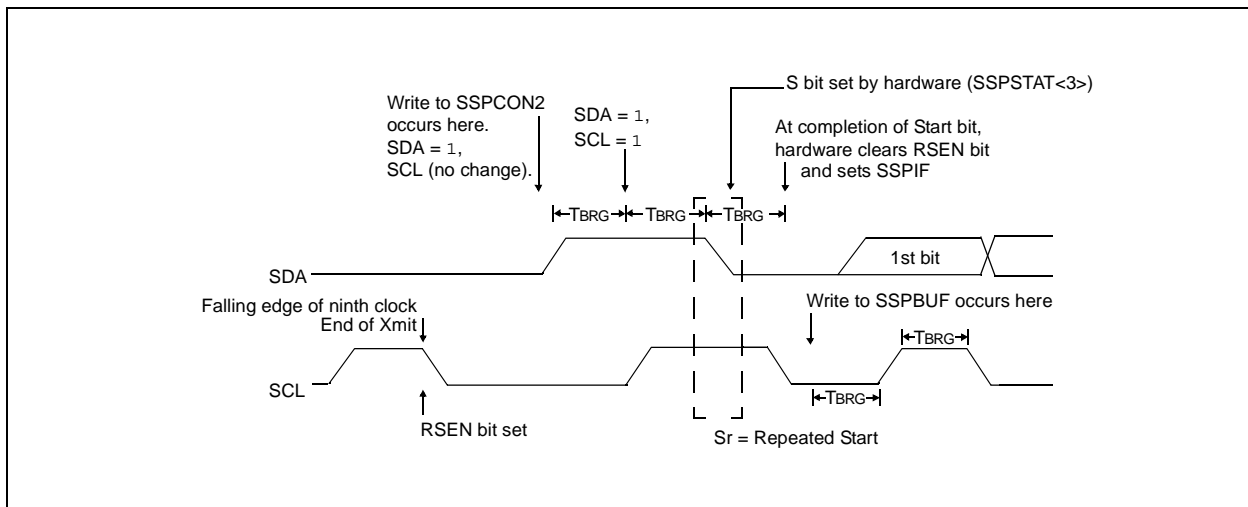 S bit set by hardware (SSPSTAT<3>)
Write to SSPCON2
occurs here.
SDA = 1,
SCL (no change).
SDA = 1,
SCL = 1
At completion of Start bit,
hardware clears RSEN bit
and sets SSPIF
TBRG
TBRG
TBRG
SDA
1st bit
Falling edge of ninth clock
End of Xmit
Write to SSPBUF occurs here
TBRG
SCL
TBRG
RSEN bit set
Sr = Repeated Start